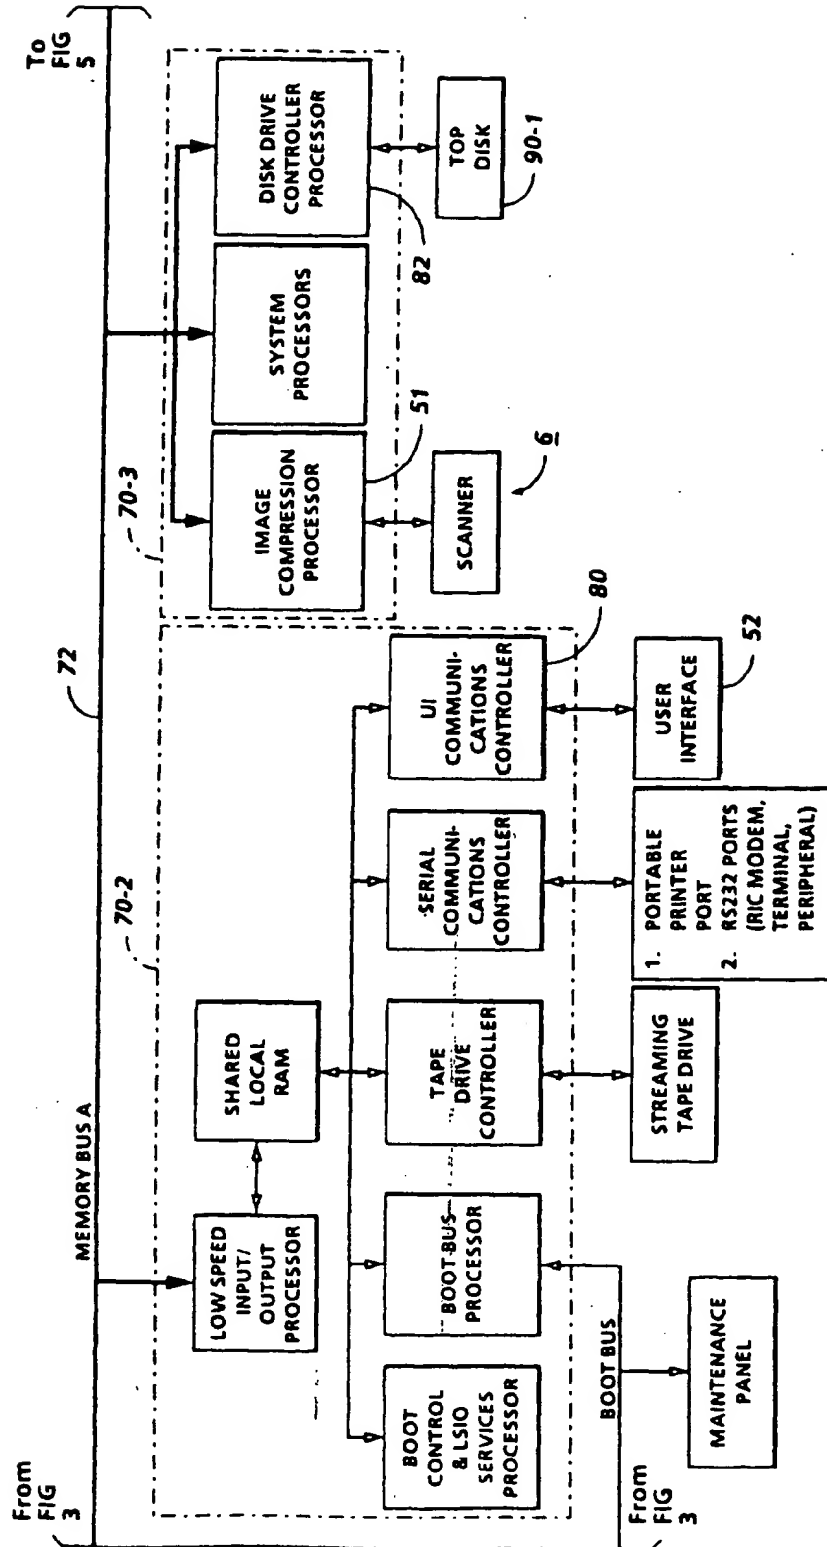 From
FIG
3
MEMORY BUS A
72
To
FIG
5
70-2
70-3
LOW SPEED
INPUT/
OUTPUT
PROCESSOR
SHARED
LOCAL
RAM
IMAGE
COMPRESSION
PROCESSOR
SYSTEM
PROCESSORS
DISK DRIVE
CONTROLLER
PROCESSOR
51
82
BOOT
CONTROL
& LSIO
SERVICES
PROCESSOR
BOOT BUS
PROCESSOR
TAPE
DRIVE
CONTROLLER
SERIAL
COMMUNI-
CATIONS
CONTROLLER
UI
COMMUNI-
CATIONS
CONTROLLER
80
SCANNER
6
TOP
DISK
90-1
From
FIG
3
BOOT BUS
MAINTENANCE
PANEL
STREAMING
TAPE DRIVE
1. PORTABLE
PRINTER
PORT
2. RS232 PORTS
(RIC MODEM,
TERMINAL,
PERIPHERAL)
USER
INTERFACE
52